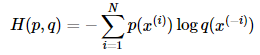 H(p, q) = −∑_{i=1}^{N} p(x^{(i)}) log q(x^{(−i)})